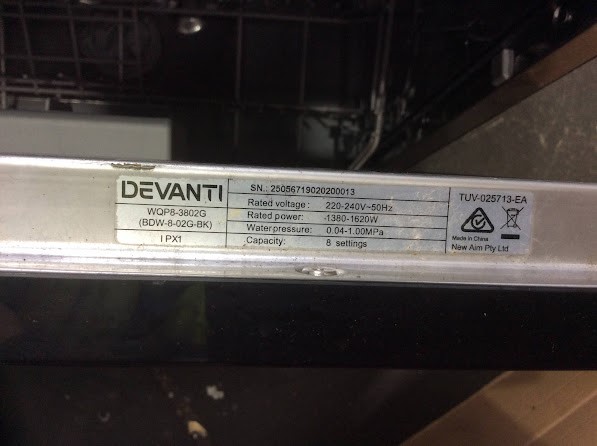 DEVANTI
WQP8-3802G
(BDW-8-02G-BK)
IPX1
SN.: 25056719020200013
Rated voltage: 220-240V~50Hz
Rated power: 1380-1620W
Waterpressure: 0.04-1.00MPa
Capacity: 8 settings
TUV-025713-EA
Made in China
New Aim Pty Ltd